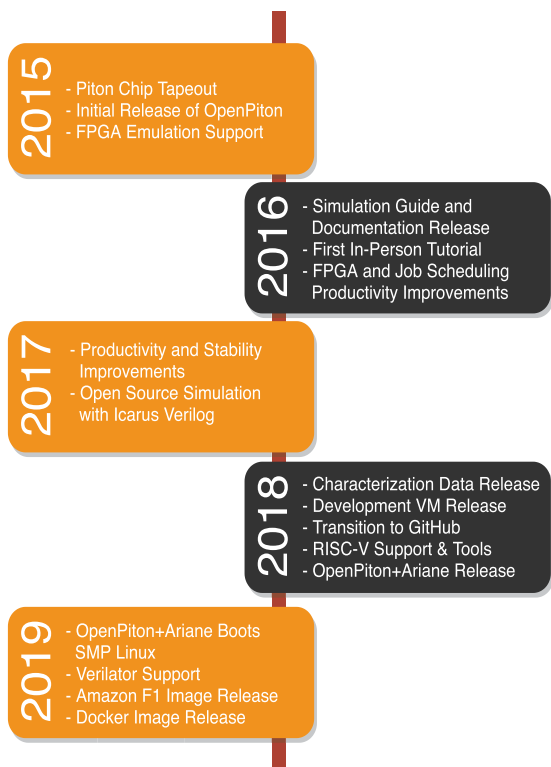 2015
- Piton Chip Tapeout
- Initial Release of OpenPiton
- FPGA Emulation Support
2016
- Simulation Guide and
Documentation Release
- First In-Person Tutorial
- FPGA and Job Scheduling
Productivity Improvements
2017
- Productivity and Stability
Improvements
- Open Source Simulation
with Icarus Verilog
2018
- Characterization Data Release
- Development VM Release
- Transition to GitHub
- RISC-V Support & Tools
- OpenPiton+Ariane Release
2019
- OpenPiton+Ariane Boots
SMP Linux
- Verilator Support
- Amazon F1 Image Release
- Docker Image Release